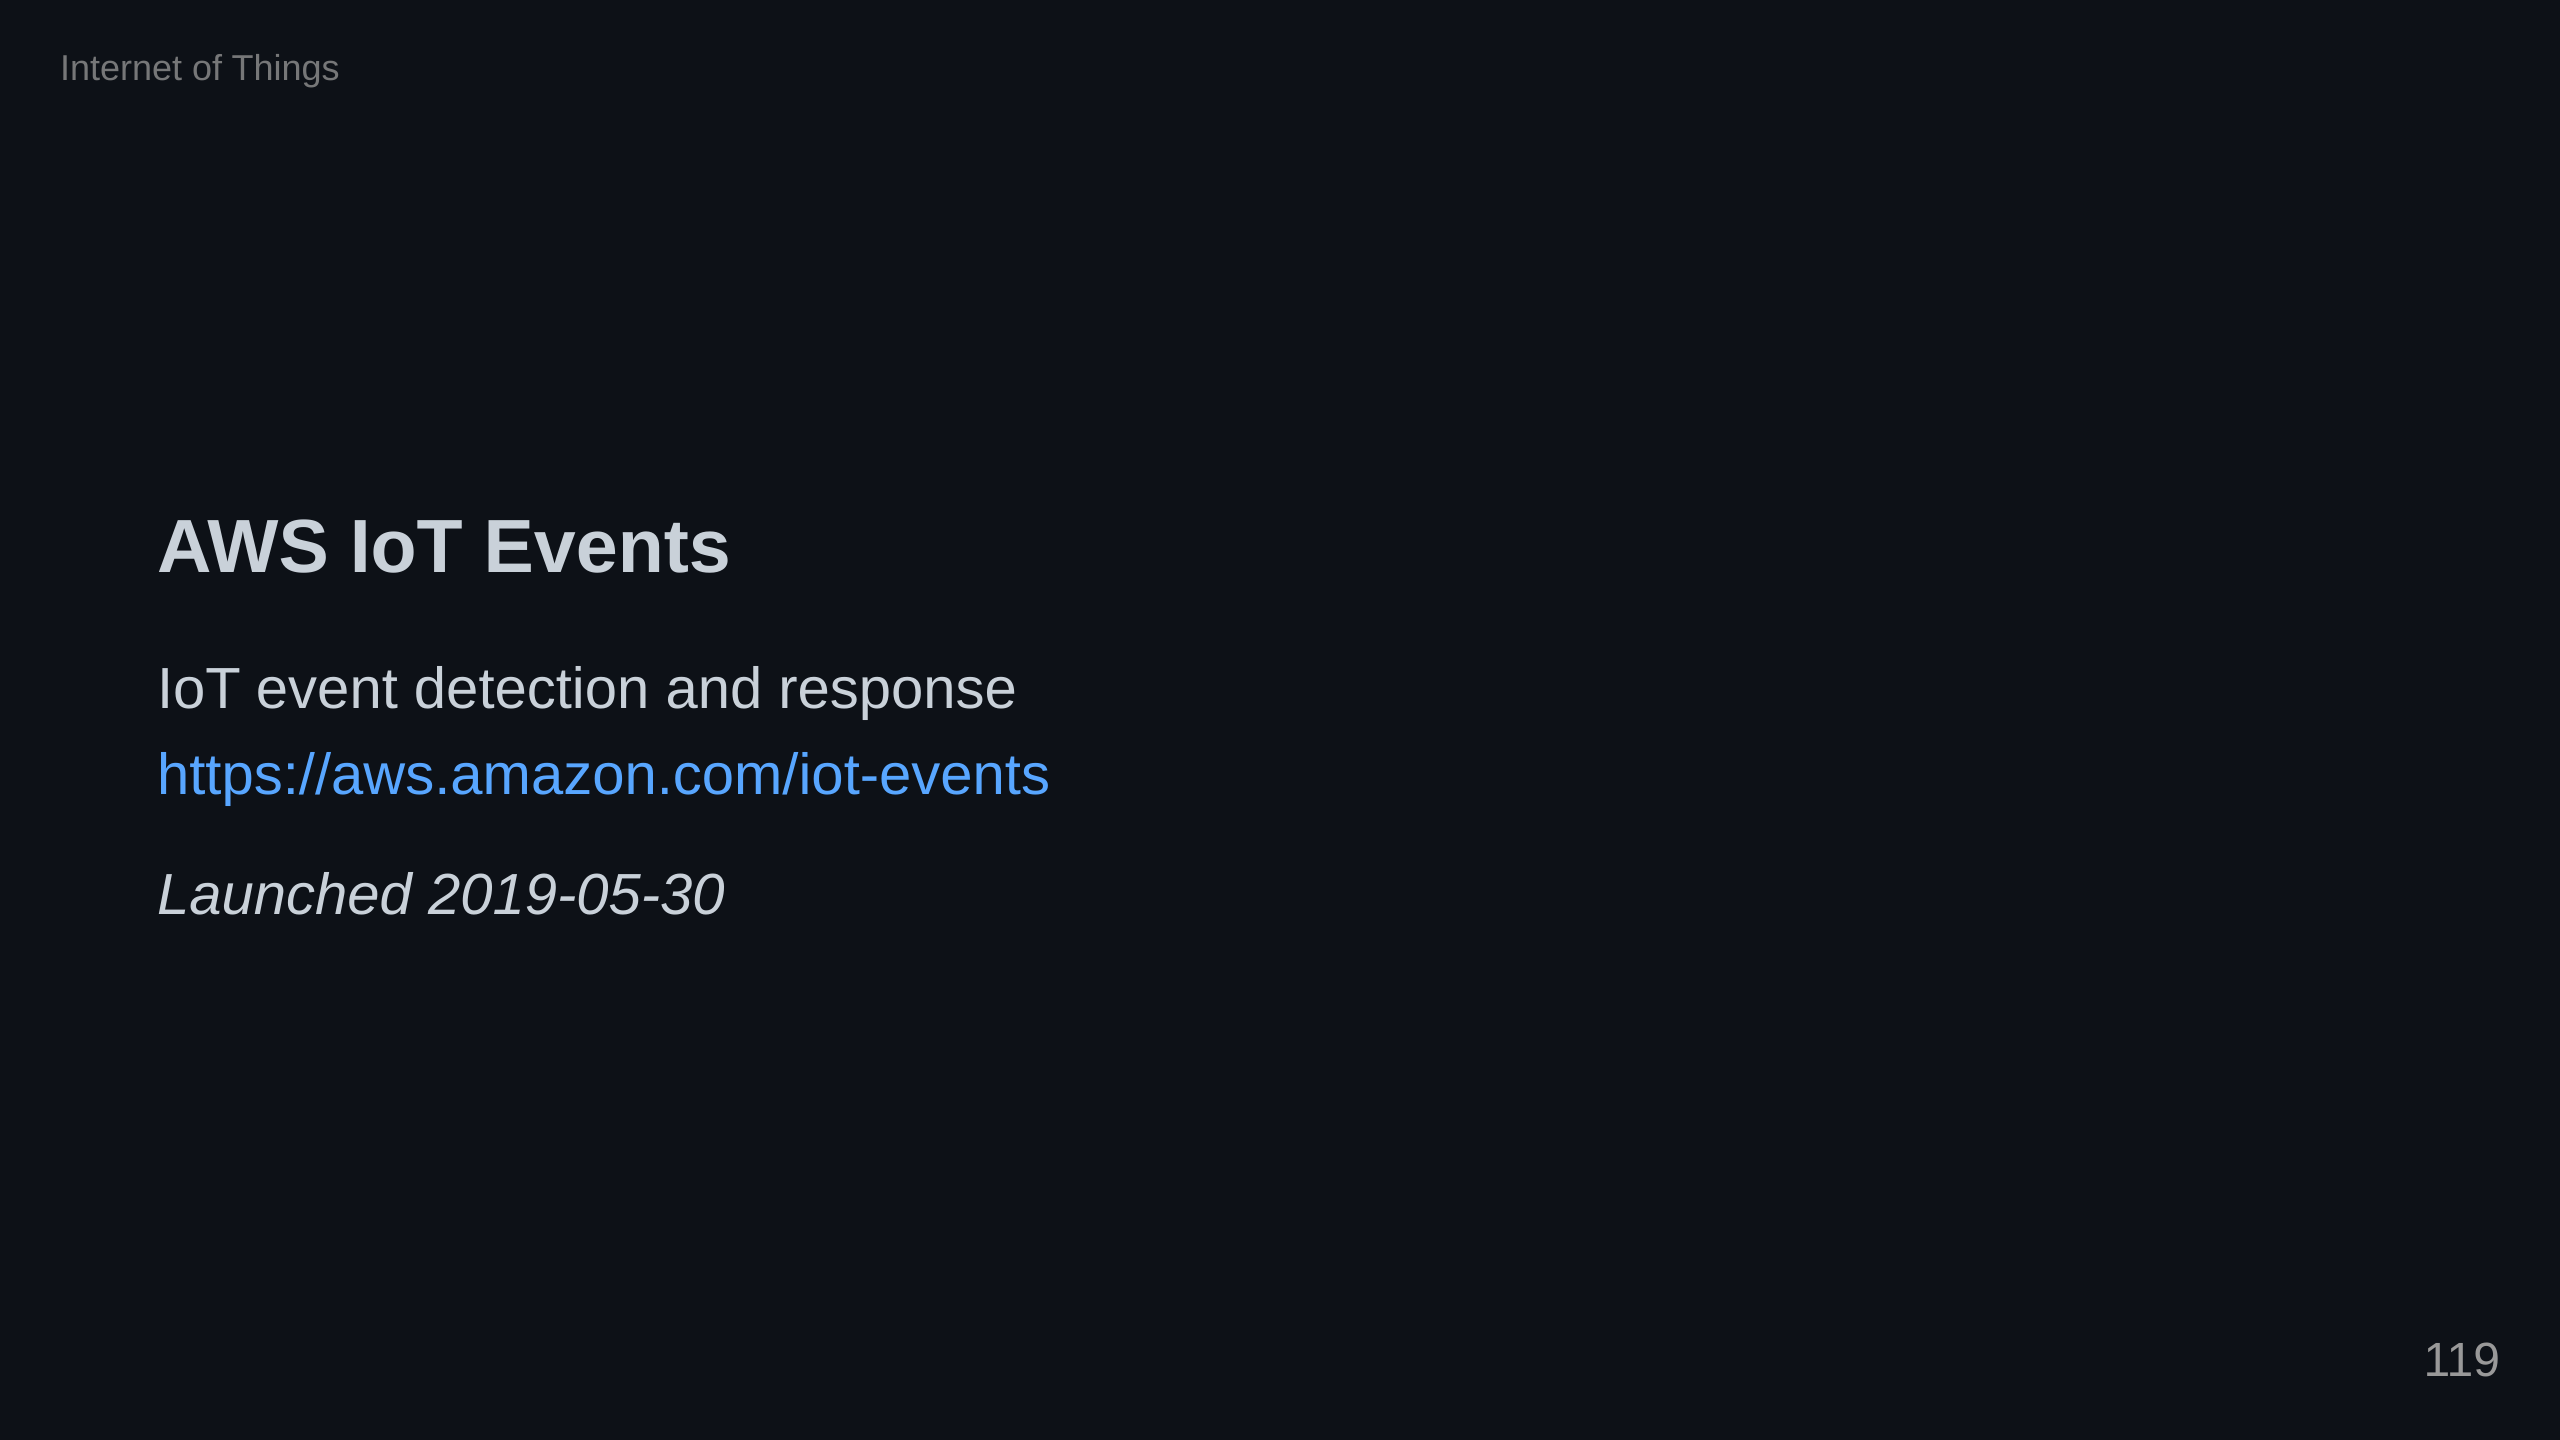 Internet of Things
AWS IoT Events
IoT event detection and response
https://aws.amazon.com/iot-events
Launched 2019-05-30
119